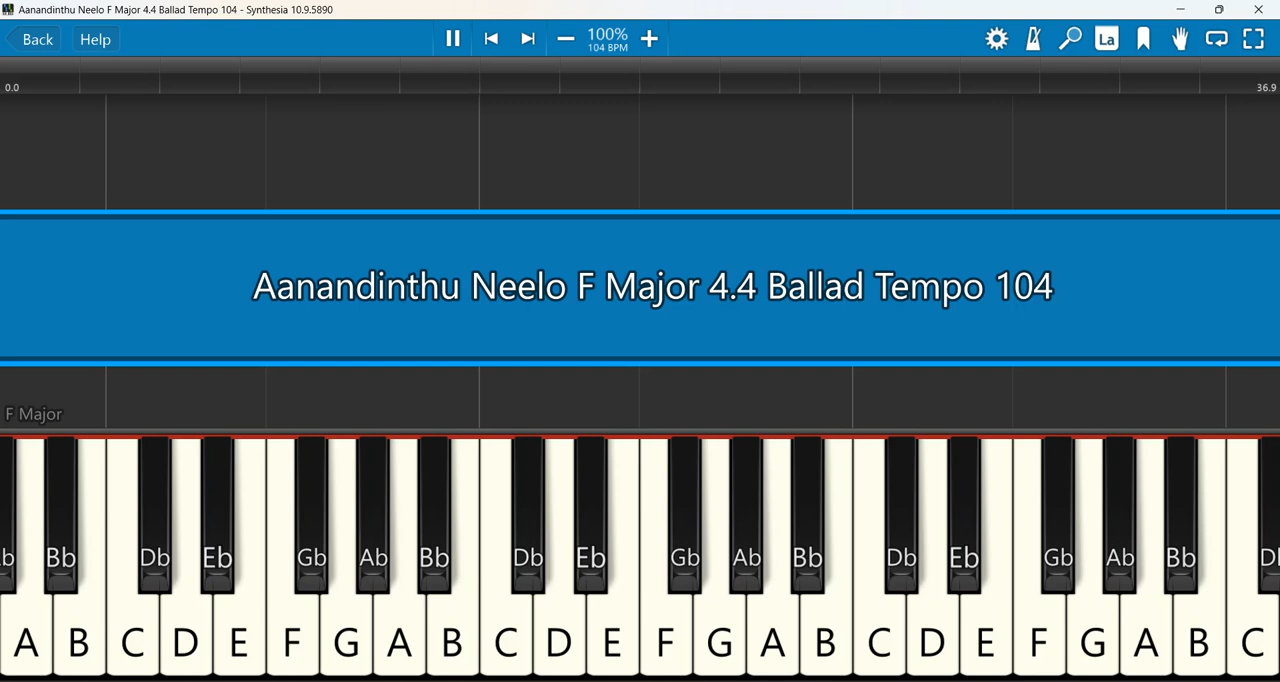 Aanandinthu Neelo F Major 4.4 Ballad Tempo 104 - Synthesia 10.9.5890
Back Help 100% La
104 BPM
0.0 36.9
Aanandinthu Neelo F Major 4.4 Ballad Tempo 104
F Major
Bb Db Eb Gb Ab Bb Db Eb Gb Ab Bb Db Eb Gb Ab Bb
A B C D E F G A B C D E F G A B C D E F G A B C